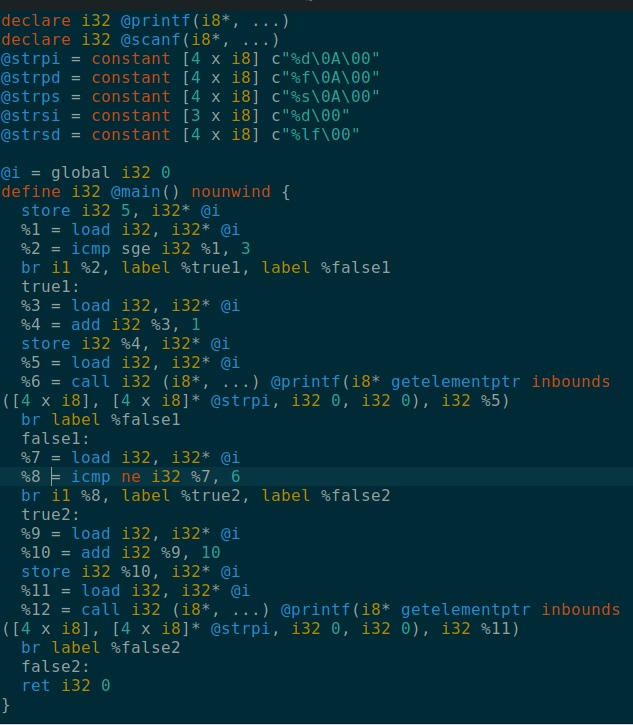 declare i32 @printf(i8*, ...)
declare i32 @scanf(i8*, ...)
@strpi = constant [4 x i8] c"%d\0A\00"
@strpd = constant [4 x i8] c"%f\0A\00"
@strps = constant [4 x i8] c"%s\0A\00"
@strsi = constant [3 x i8] c"%d\00"
@strsd = constant [4 x i8] c"%lf\00"

@i = global i32 0
define i32 @main() nounwind {
  store i32 5, i32* @i
  %1 = load i32, i32* @i
  %2 = icmp sge i32 %1, 3
  br i1 %2, label %true1, label %false1
  true1:
  %3 = load i32, i32* @i
  %4 = add i32 %3, 1
  store i32 %4, i32* @i
  %5 = load i32, i32* @i
  %6 = call i32 (i8*, ...) @printf(i8* getelementptr inbounds
([4 x i8], [4 x i8]* @strpi, i32 0, i32 0), i32 %5)
  br label %false1
  false1:
  %7 = load i32, i32* @i
  %8 = icmp ne i32 %7, 6
  br i1 %8, label %true2, label %false2
  true2:
  %9 = load i32, i32* @i
  %10 = add i32 %9, 10
  store i32 %10, i32* @i
  %11 = load i32, i32* @i
  %12 = call i32 (i8*, ...) @printf(i8* getelementptr inbounds
([4 x i8], [4 x i8]* @strpi, i32 0, i32 0), i32 %11)
  br label %false2
  false2:
  ret i32 0
}